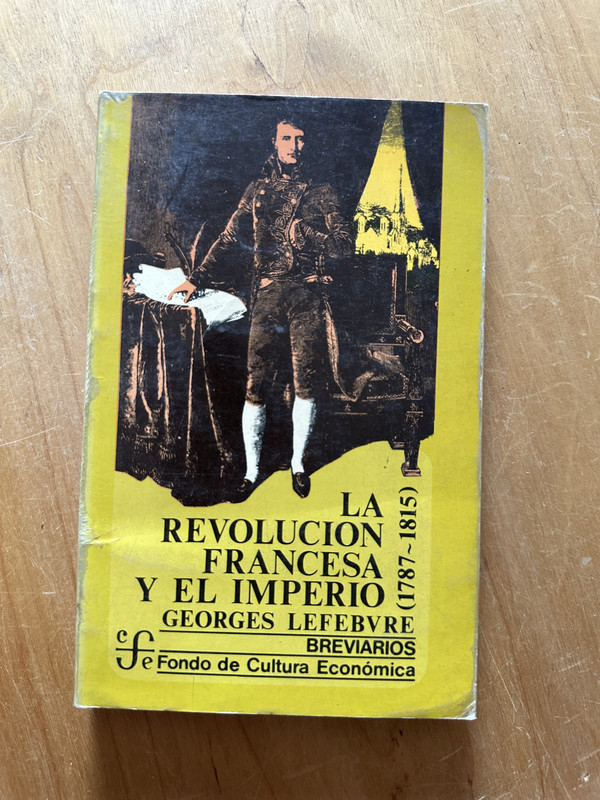 LA
REVOLUCION
FRANCESA
Y EL IMPERIO
(1787~1815)
GEORGES LEFEBVRE
BREVIARIOS
cfe
Fondo de Cultura Económica